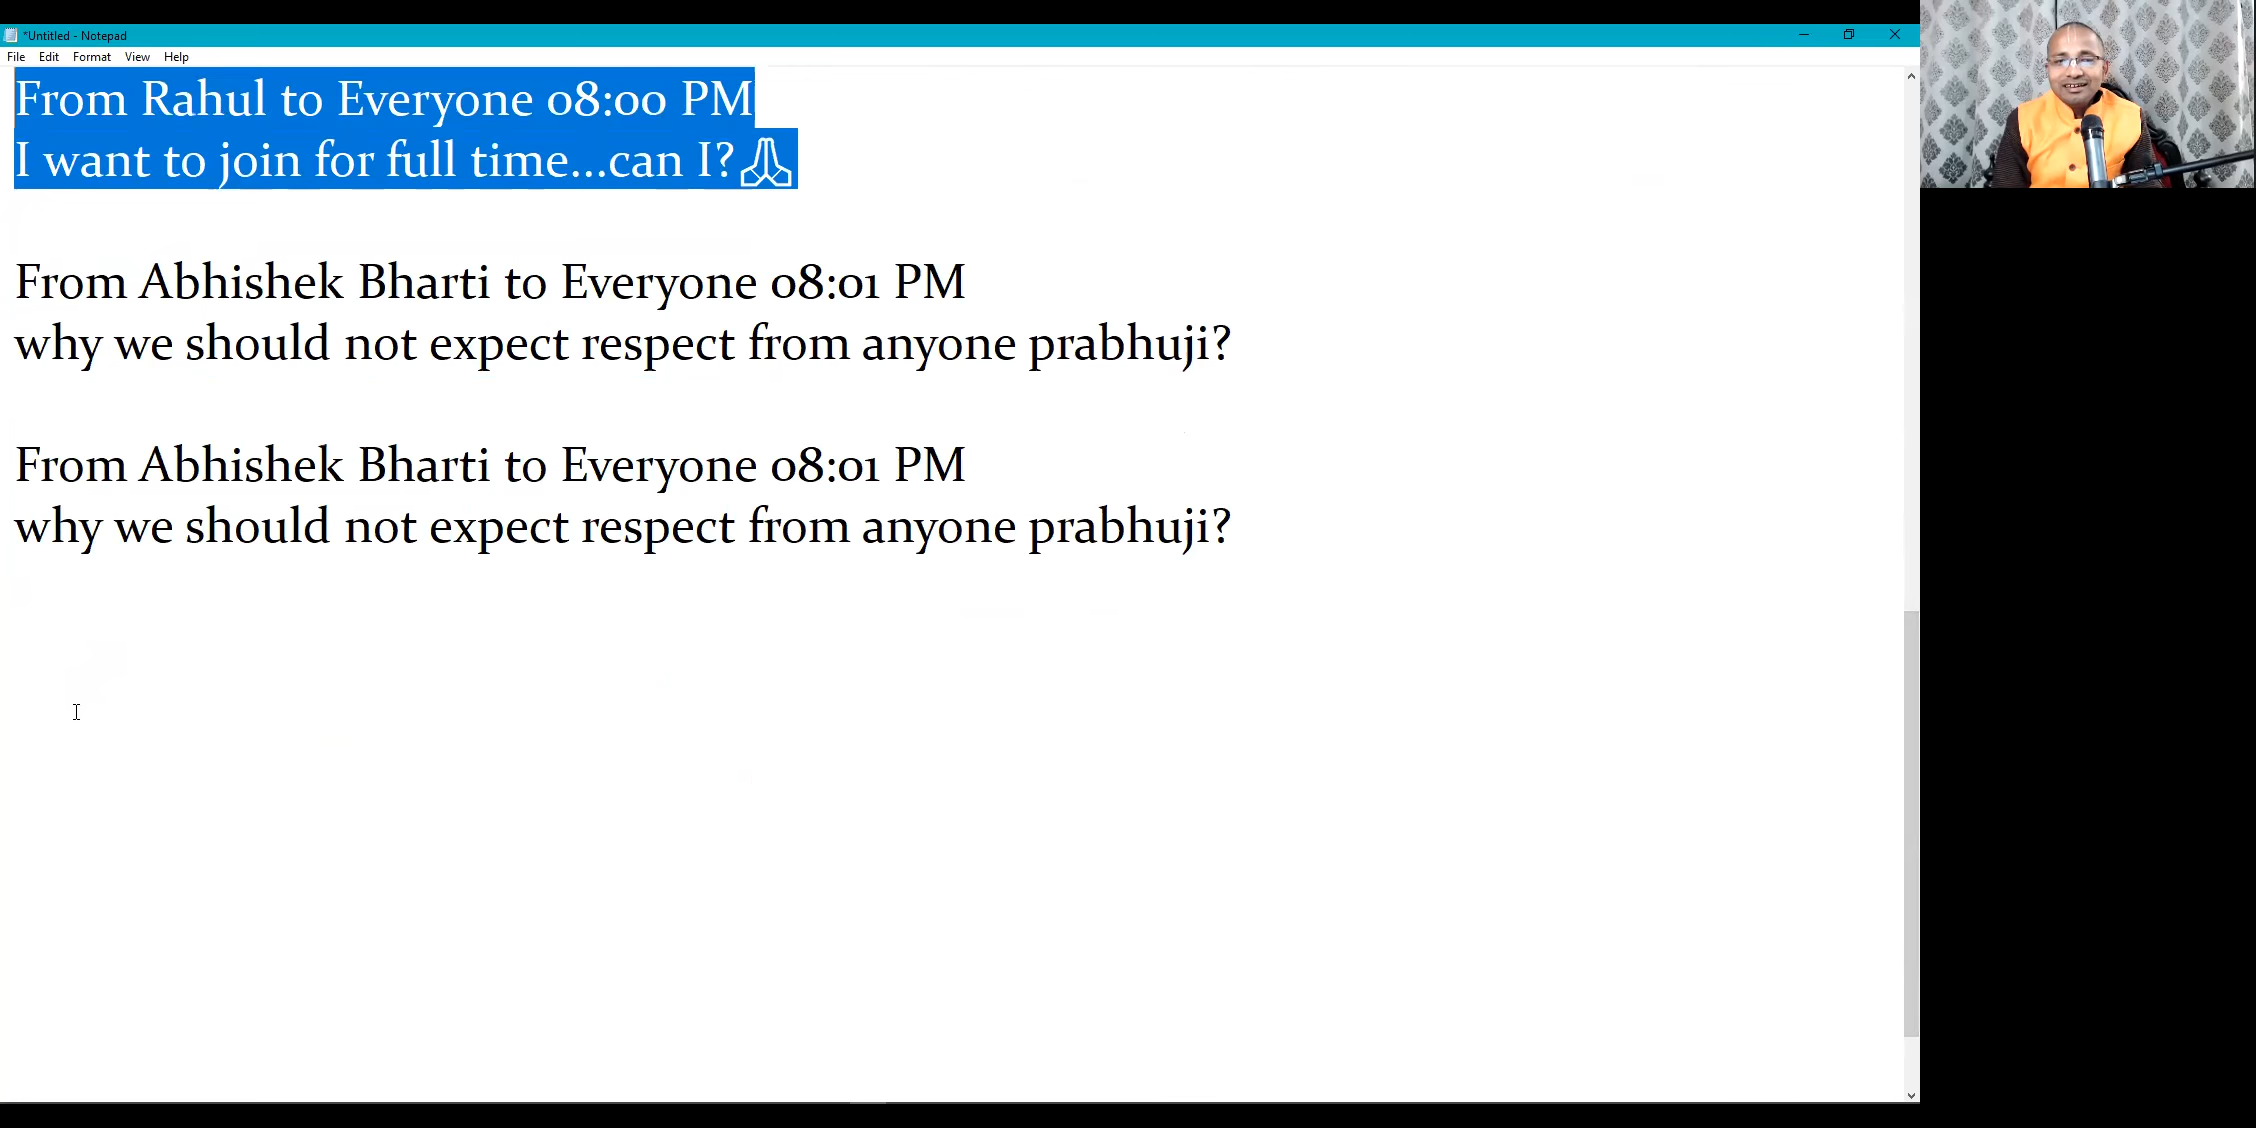 *Untitled - Notepad
File Edit Format View Help
From Rahul to Everyone 08:00 PM
I want to join for full time...can I?🙏
From Abhishek Bharti to Everyone 08:01 PM
why we should not expect respect from anyone prabhuji?
From Abhishek Bharti to Everyone 08:01 PM
why we should not expect respect from anyone prabhuji?